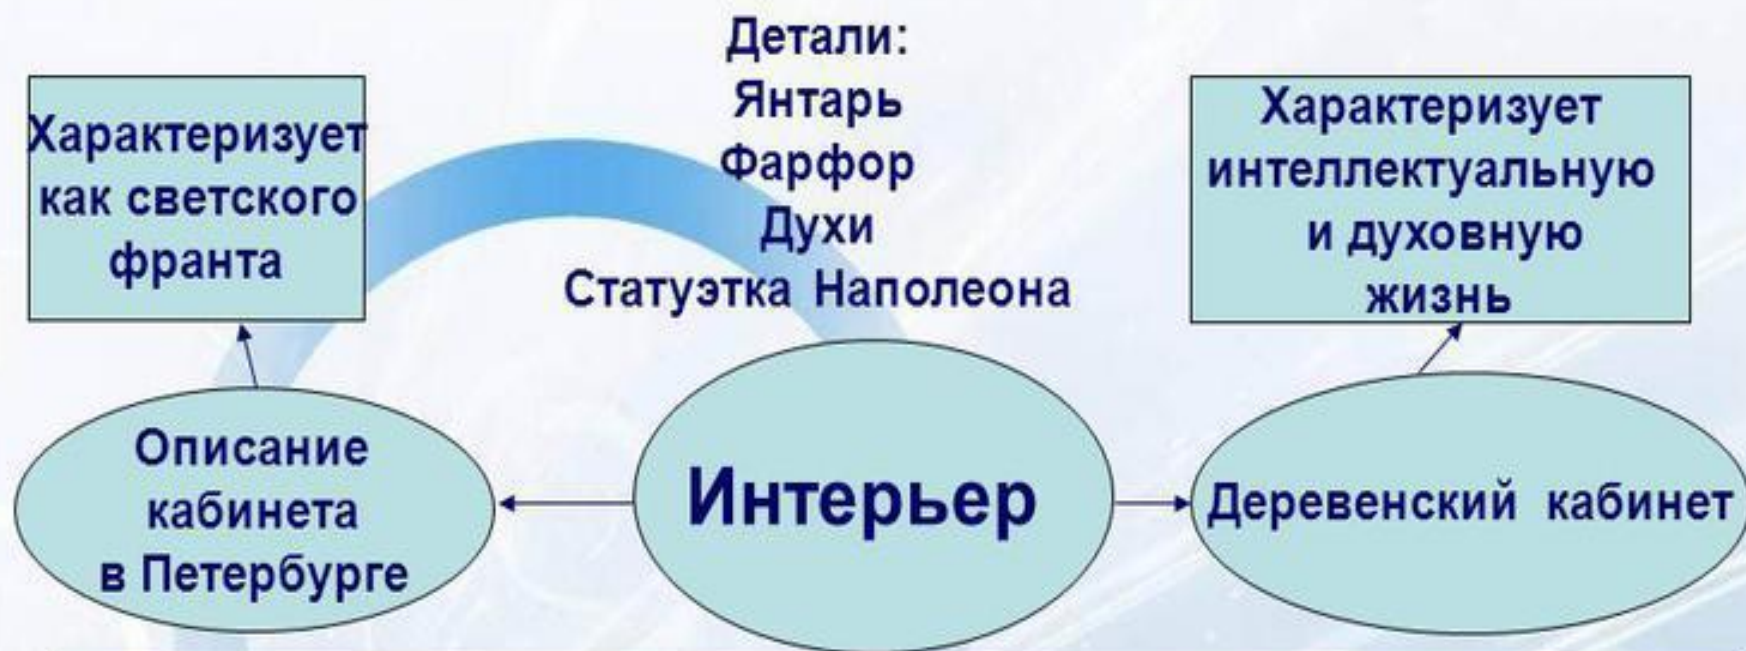 Детали:
Янтарь
Фарфор
Духи
Статуэтка Наполеона
Характеризует
как светского
франта
Характеризует
интеллектуальную
и духовную
жизнь
Описание
кабинета
в Петербурге
Интерьер
Деревенский кабинет